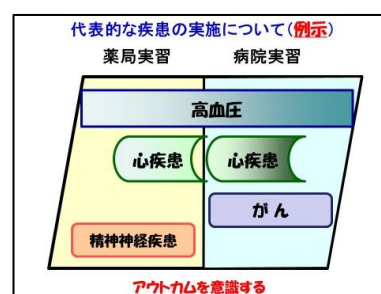 代表的な疾患の実施について(例示)
薬局実習 病院実習
高血圧
心疾患 心疾患
がん
精神神経疾患
アウトカムを意識する